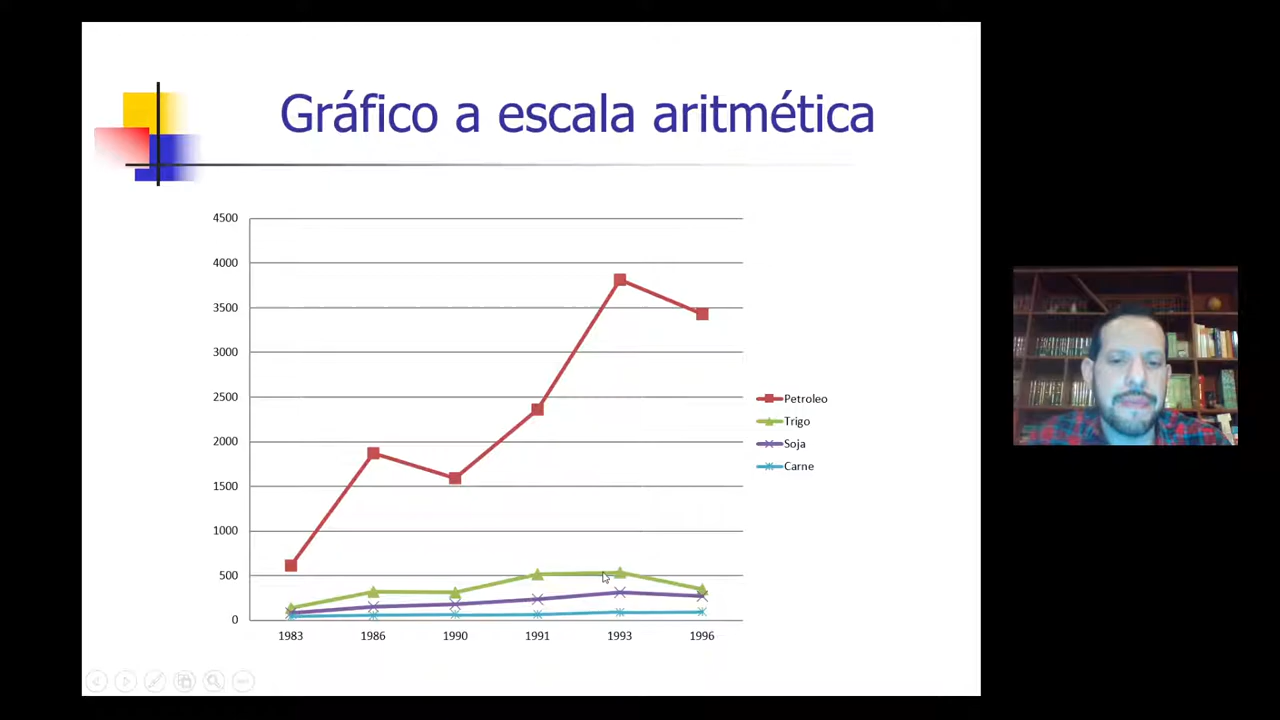 Gráfico a escala aritmética
4500
4000
3500
3000
2500
2000
1500
1000
500
0
1983 1986 1990 1991 1993 1996
Petroleo
Trigo
Soja
Carne